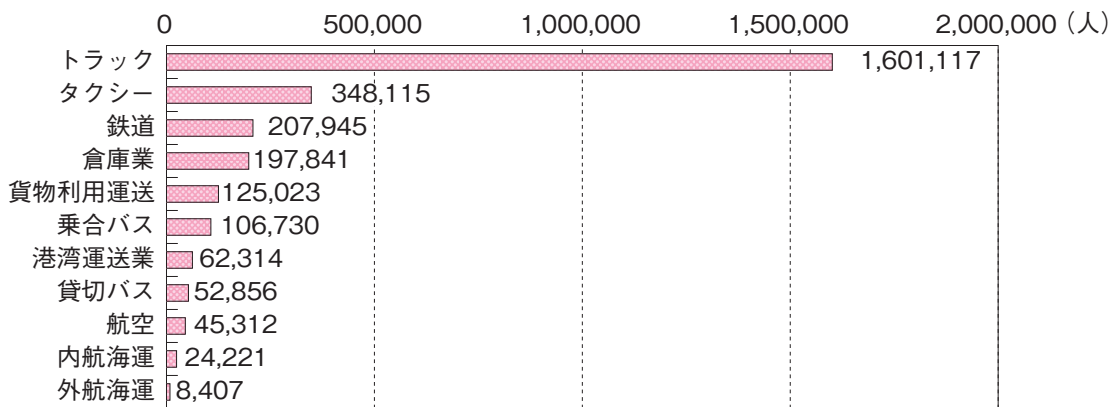 0 500,000 1,000,000 1,500,000 2,000,000（人）
トラック 1,601,117
タクシー 348,115
鉄道 207,945
倉庫業 197,841
貨物利用運送 125,023
乗合バス 106,730
港湾運送業 62,314
貸切バス 52,856
航空 45,312
内航海運 24,221
外航海運 8,407